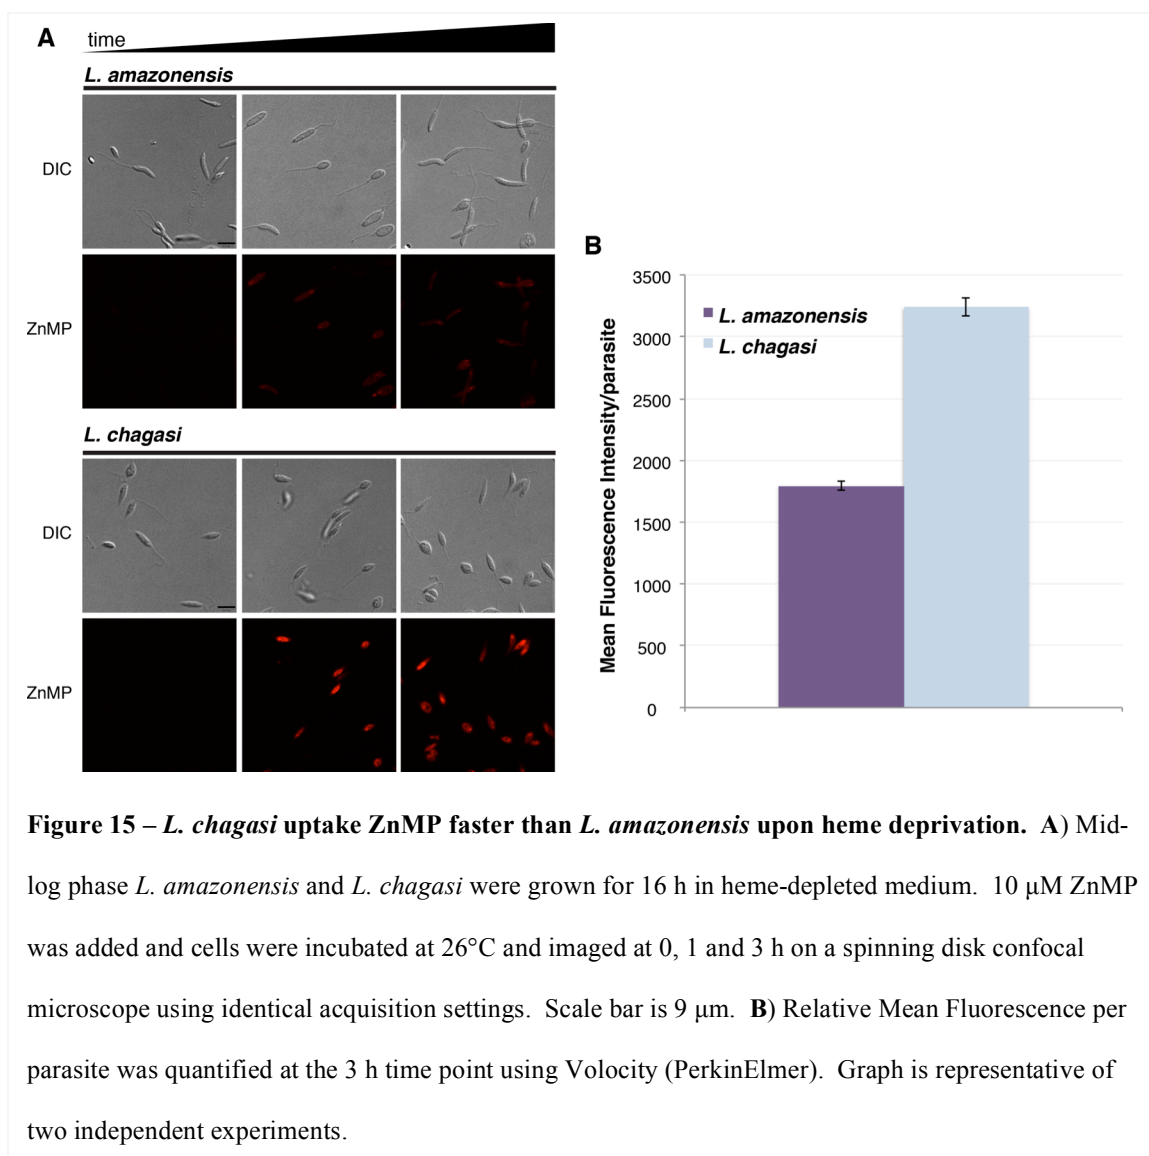 A
time
L. amazonensis
DIC
ZnMP
L. chagasi
DIC
ZnMP
B
Mean Fluorescence Intensity/parasite
3500
3000
2500
2000
1500
1000
500
0
L. amazonensis
L. chagasi
Figure 15 – L. chagasi uptake ZnMP faster than L. amazonensis upon heme deprivation. A) Mid-
log phase L. amazonensis and L. chagasi were grown for 16 h in heme-depleted medium. 10 μM ZnMP
was added and cells were incubated at 26°C and imaged at 0, 1 and 3 h on a spinning disk confocal
microscope using identical acquisition settings. Scale bar is 9 μm. B) Relative Mean Fluorescence per
parasite was quantified at the 3 h time point using Volocity (PerkinElmer). Graph is representative of
two independent experiments.